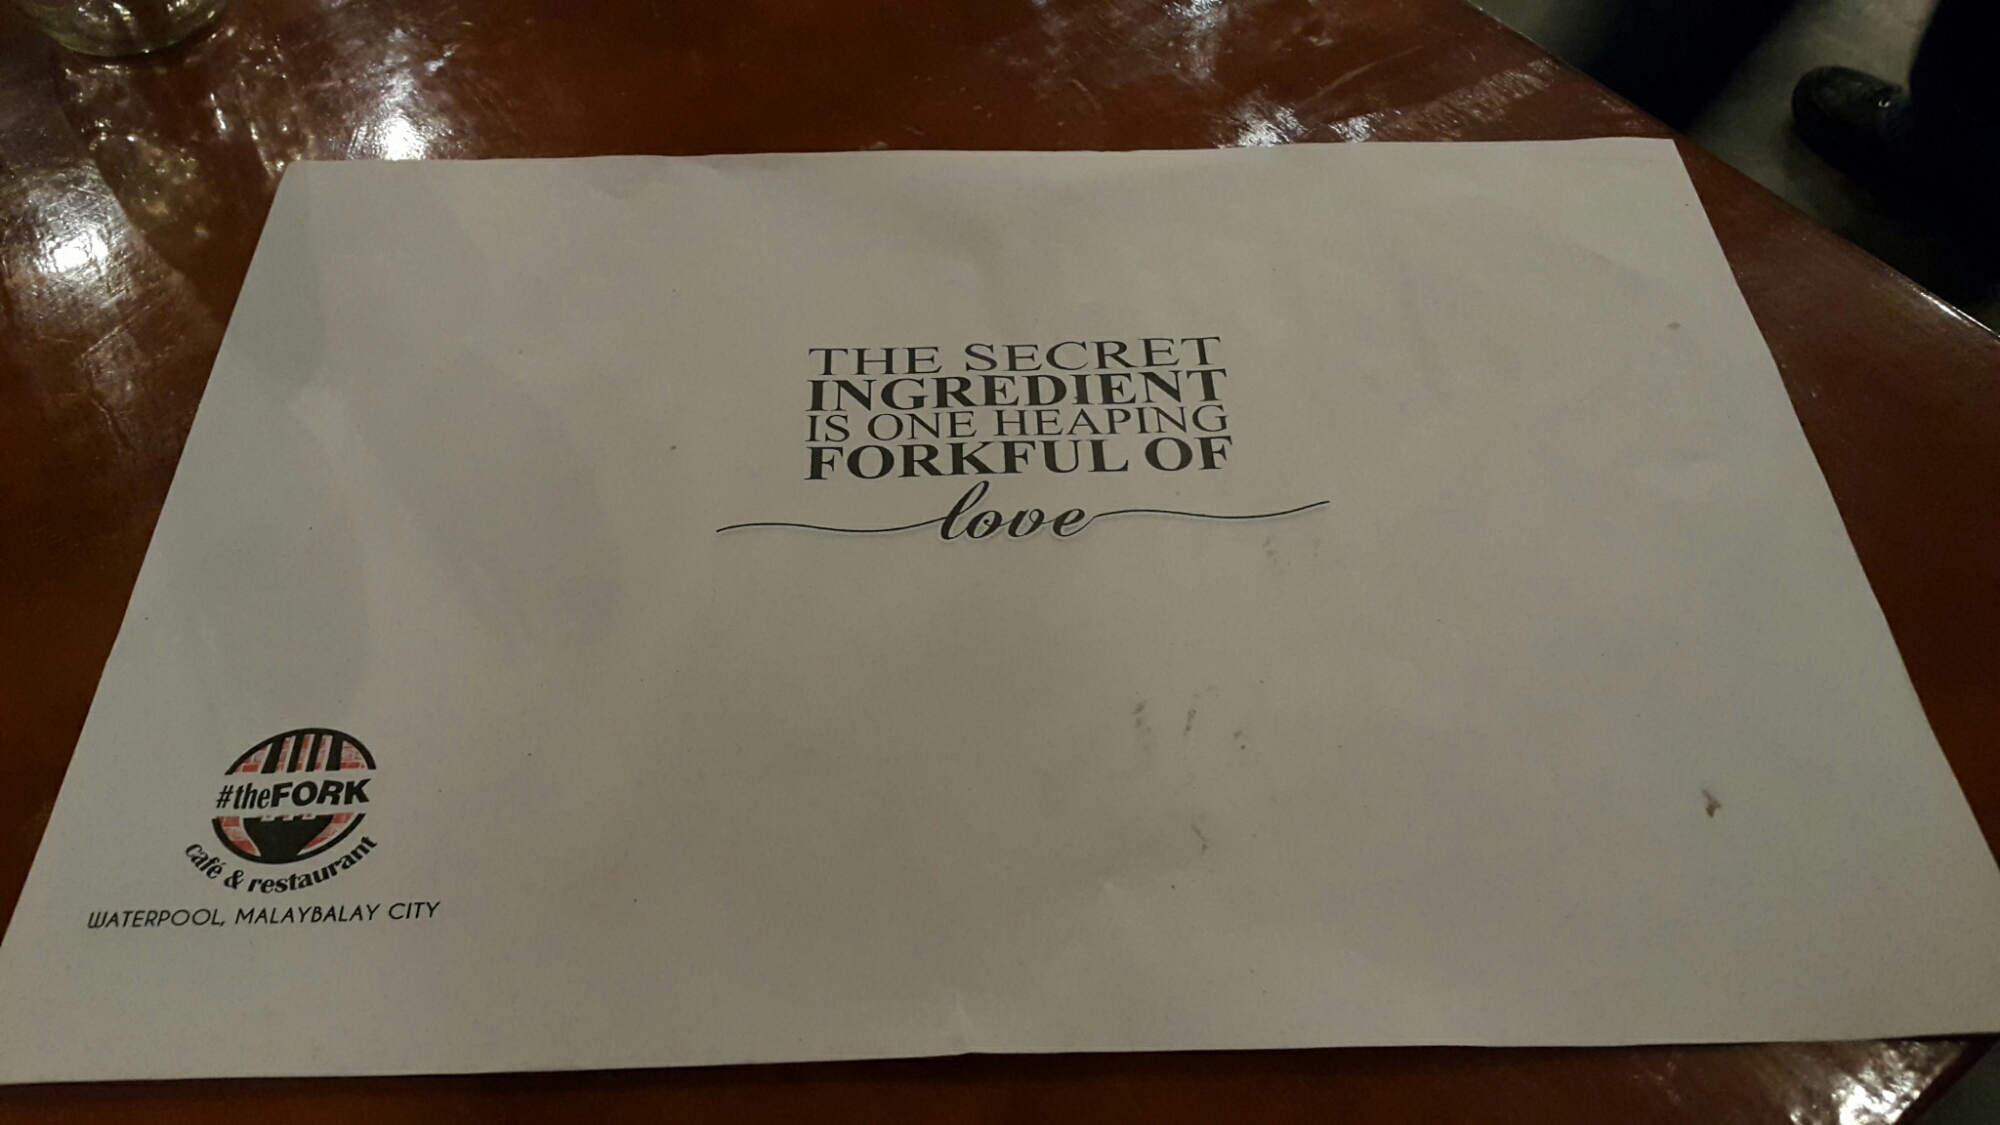 THE SECRET
INGREDIENT
IS ONE HEAPING
FORKFUL OF
love
#theFORK
café & restaurant
WATERPOOL, MALAYBALAY CITY